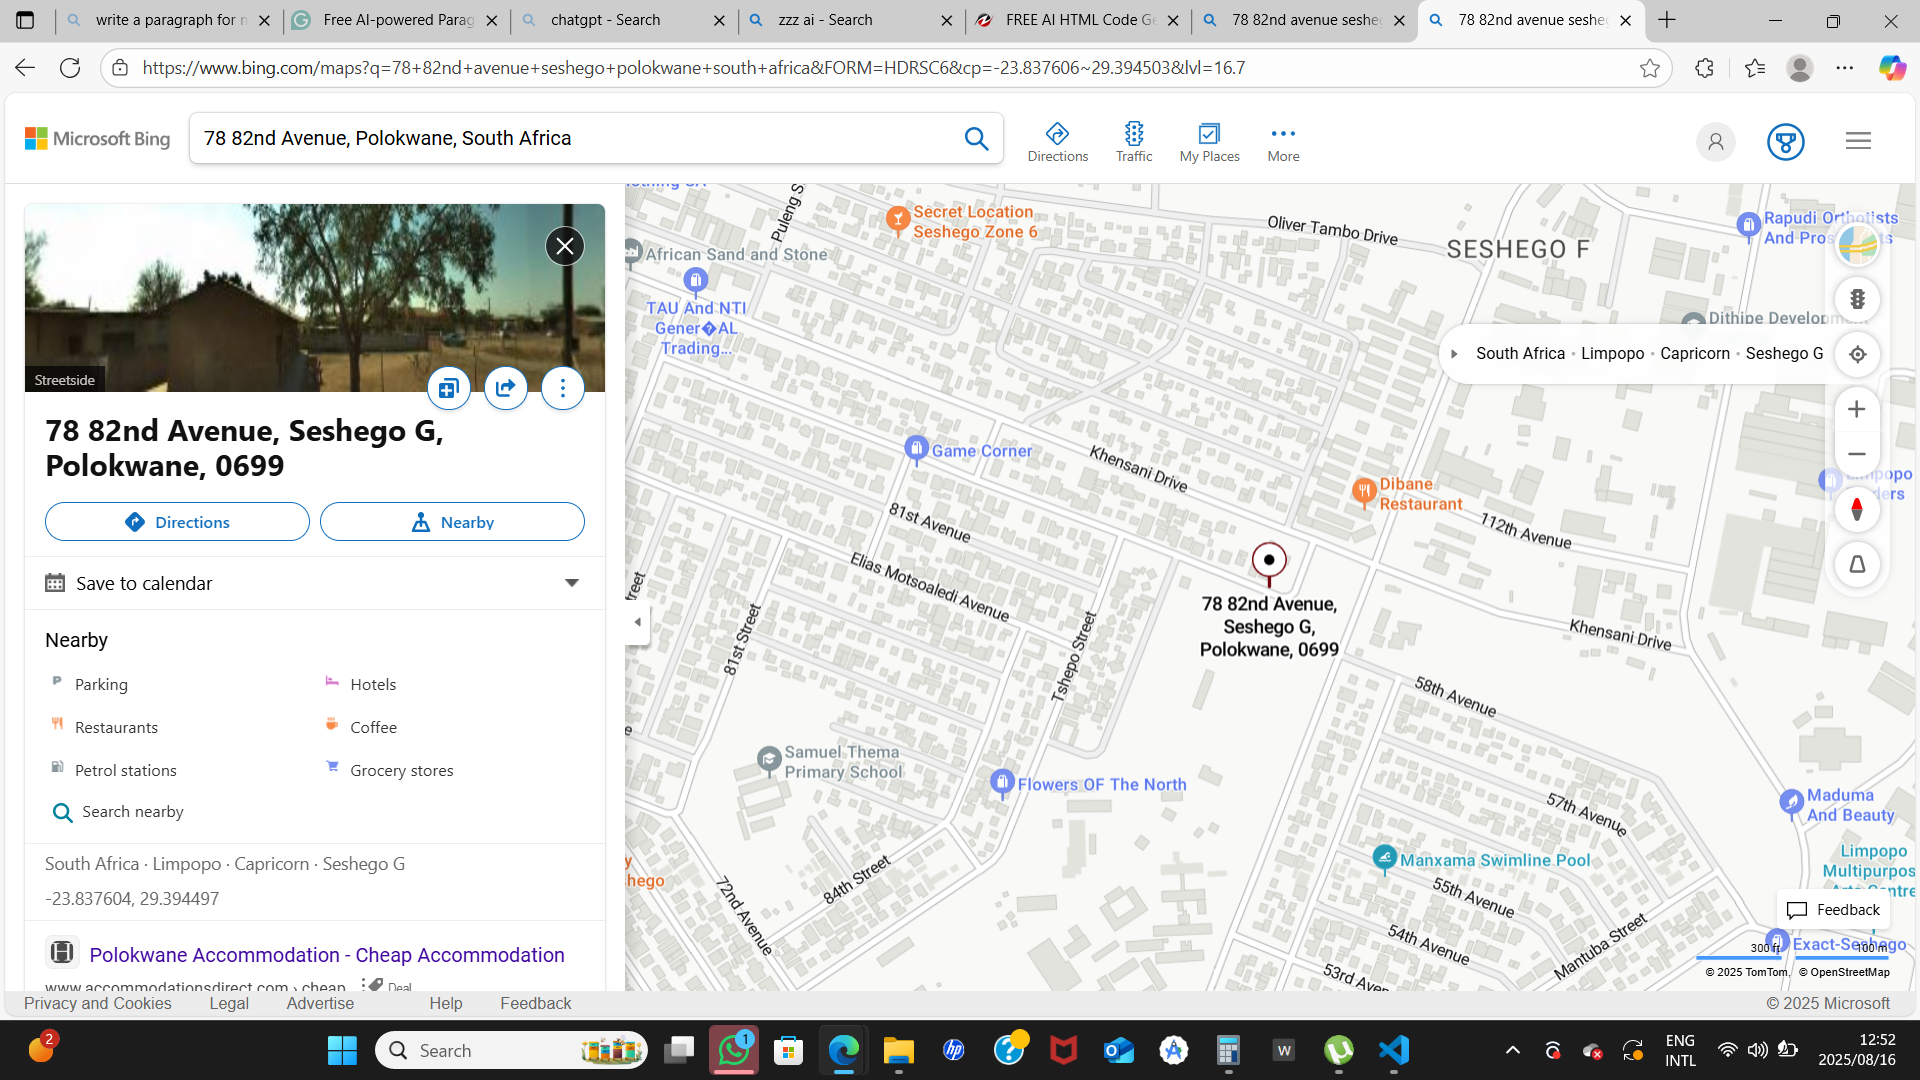 write a paragraph for n
Free AI-powered Parag
chatgpt - Search
zzz ai - Search
FREE AI HTML Code Ge
78 82nd avenue seshe
78 82nd avenue seshe
https://www.bing.com/maps?q=78+82nd+avenue+seshego+polokwane+south+africa&FORM=HDRSC6&cp=-23.837606~29.394503&lvl=16.7
Microsoft Bing
78 82nd Avenue, Polokwane, South Africa
Directions
Traffic
My Places
More
Streetside
78 82nd Avenue, Seshego G,
Polokwane, 0699
Directions
Nearby
Save to calendar
Nearby
Parking
Hotels
Restaurants
Coffee
Petrol stations
Grocery stores
Search nearby
South Africa · Limpopo · Capricorn · Seshego G
-23.837604, 29.394497
Polokwane Accommodation - Cheap Accommodation
www.accommodationsdirect.com › cheap
Deal
Puleng S
Secret Location
Seshego Zone 6
African Sand and Stone
TAU And NTI
Gener�AL
Trading...
Oliver Tambo Drive
SESHEGO F
Rapudi Orthotists
And Pros
ts
Dithipe Development
South Africa · Limpopo · Capricorn · Seshego G
Game Corner
Khensani Drive
Dibane
Restaurant
81st Avenue
112th Avenue
Elias Motsoaledi Avenue
reet
81st Street
Tshepo Street
78 82nd Avenue,
Seshego G,
Polokwane, 0699
Khensani Drive
58th Avenue
Samuel Thema
Primary School
Flowers OF The North
57th Avenue
Maduma
And Beauty
Manxama Swimline Pool
Limpopo
Multipurpos
Arts Centre
hego
84th Street
72nd Avenue
55th Avenue
54th Avenue
53rd Aven
Mantuba Street
Feedback
Exact-Seshego
300 ft
100 m
© 2025 TomTom, © OpenStreetMap
Privacy and Cookies
Legal
Advertise
Help
Feedback
© 2025 Microsoft
2
Search
1
W
ENG
INTL
12:52
2025/08/16